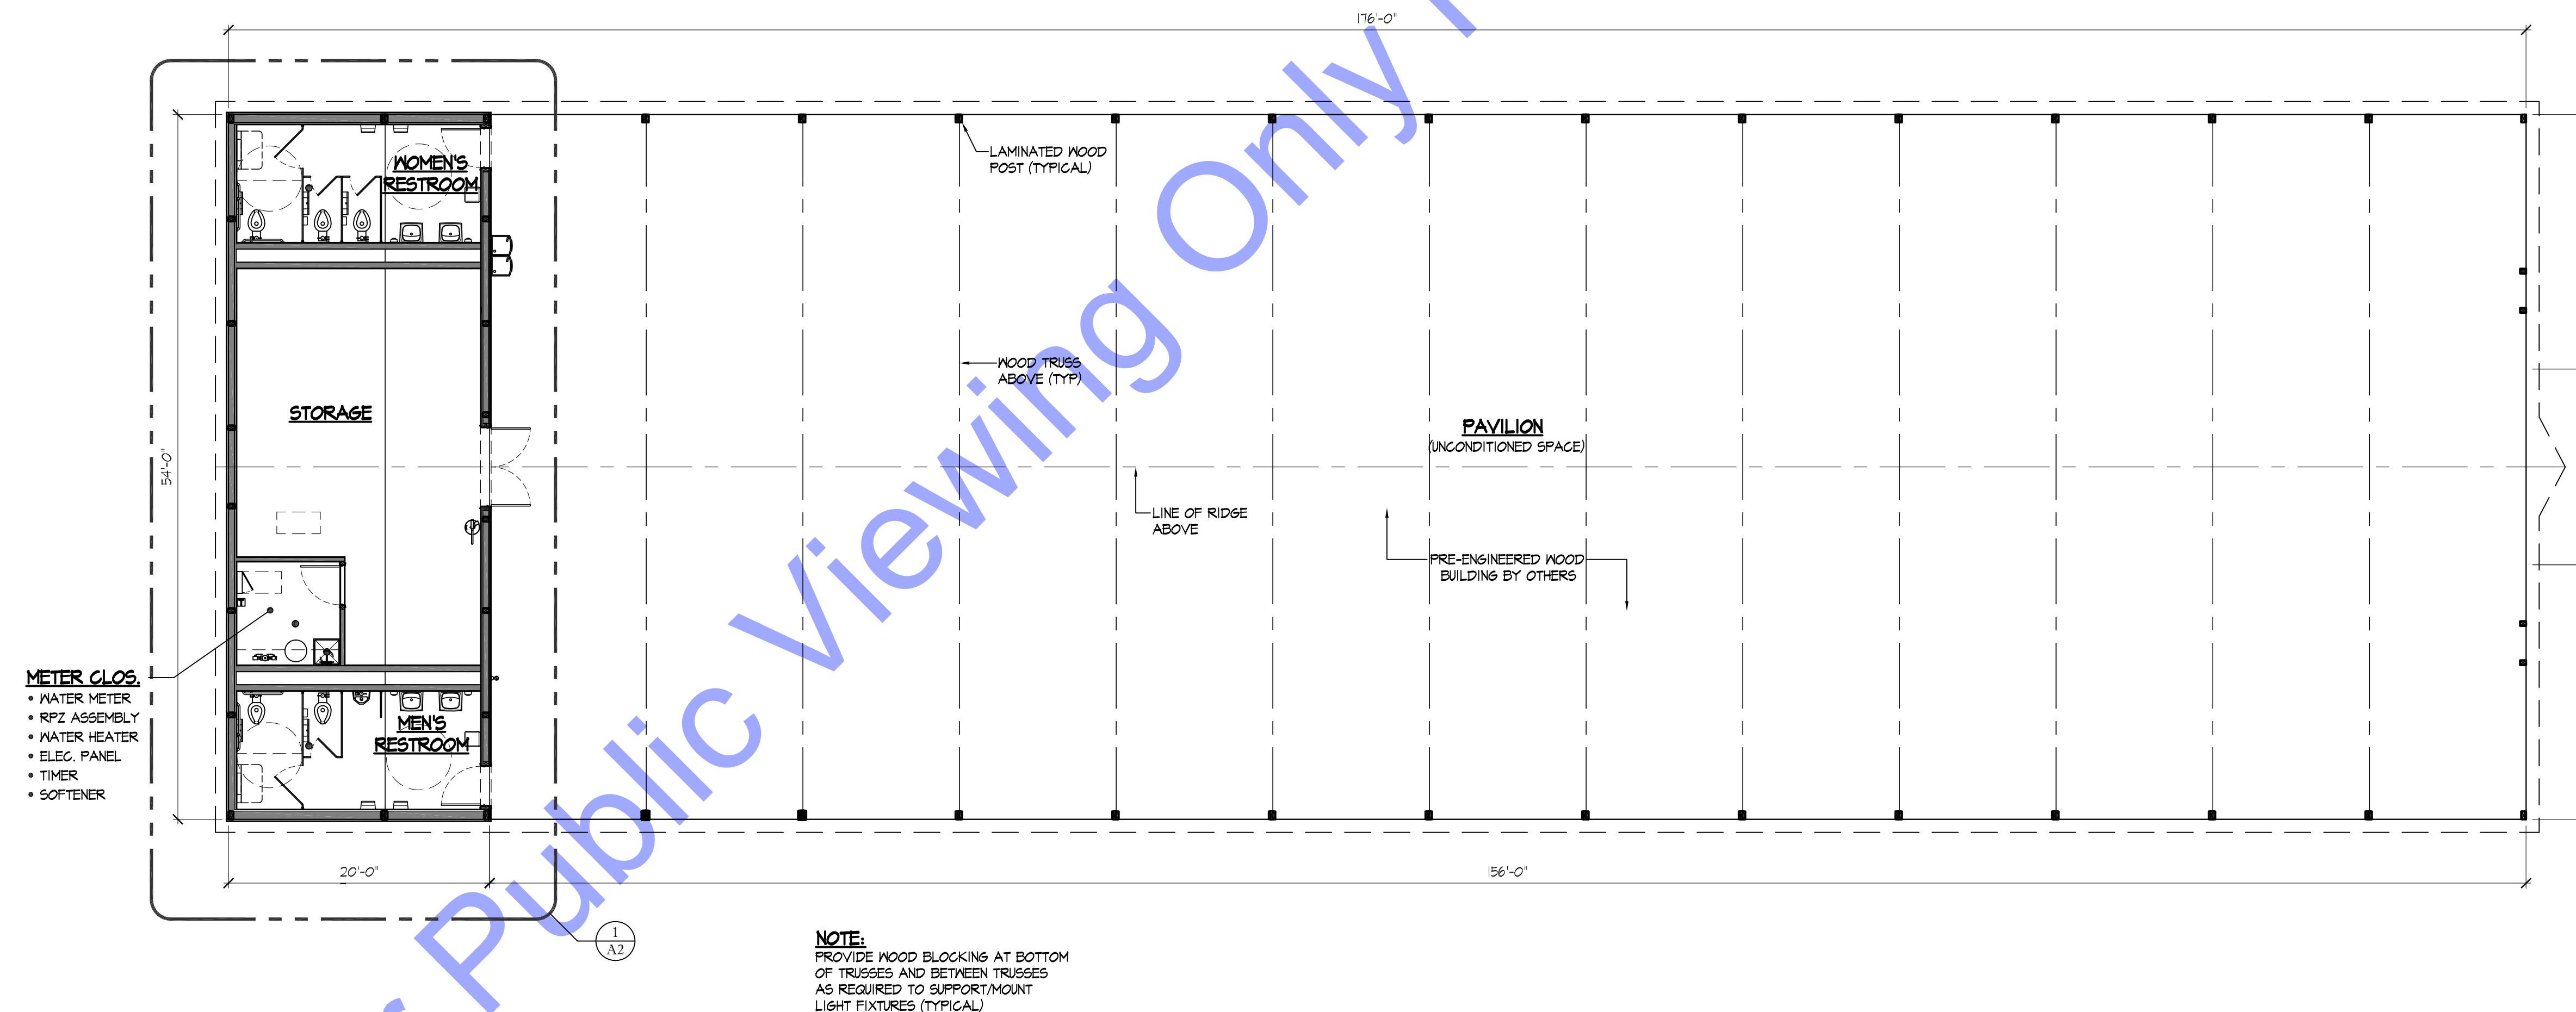 176'-0"
WOMEN'S
RESTROOM
LAMINATED WOOD
POST (TYPICAL)
WOOD TRUSS
ABOVE (TYP)
STORAGE
PAVILION
(UNCONDITIONED SPACE)
54'-0"
LINE OF RIDGE
ABOVE
PRE-ENGINEERED WOOD
BUILDING BY OTHERS
METER CLOS.
• WATER METER
• RPZ ASSEMBLY
• WATER HEATER
• ELEC. PANEL
• TIMER
• SOFTENER
MEN'S
RESTROOM
20'-0"
156'-0"
1
A2
NOTE:
PROVIDE WOOD BLOCKING AT BOTTOM
OF TRUSSES AND BETWEEN TRUSSES
AS REQUIRED TO SUPPORT/MOUNT
LIGHT FIXTURES (TYPICAL)
Public Viewing Only